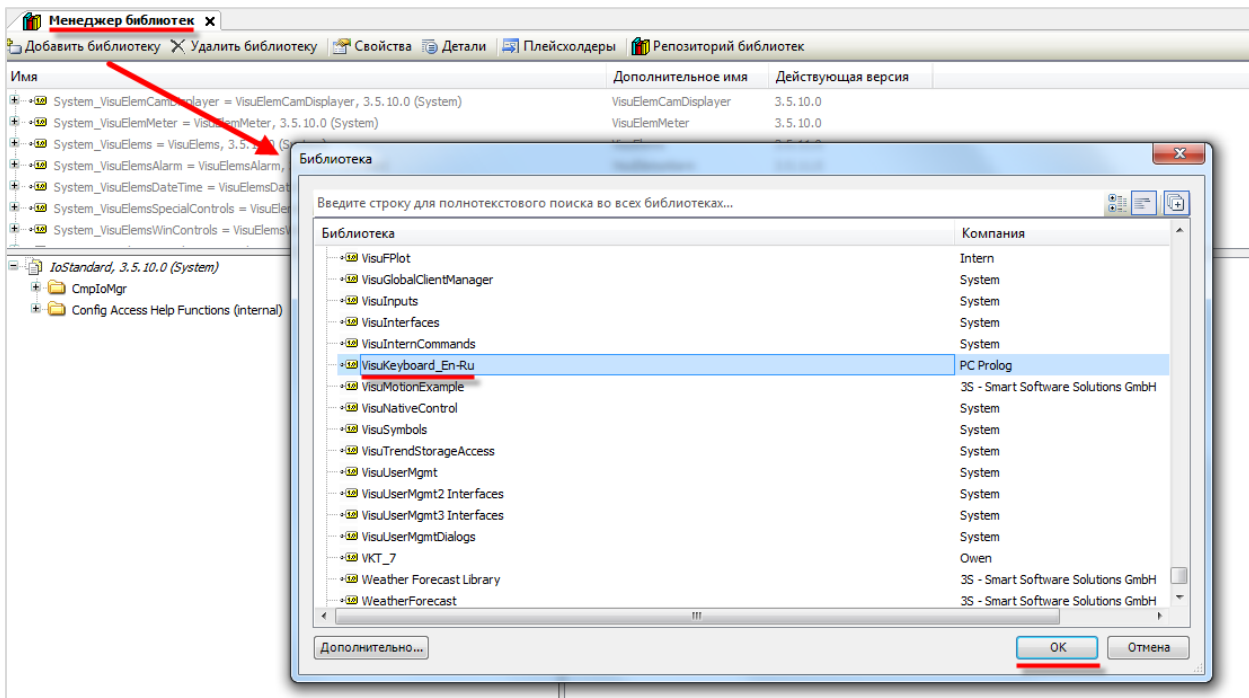 Менеджер библиотек X
Добавить библиотеку Удалить библиотеку Свойства Детали Плейсхолдеры Репозиторий библиотек
Имя Дополнительное имя Действующая версия
System_VisuElemCamDisplayer = VisuElemCamDisplayer, 3.5.10.0 (System) VisuElemCamDisplayer 3.5.10.0
System_VisuElemMeter = VisuElemMeter, 3.5.10.0 (System) VisuElemMeter 3.5.10.0
System_VisuElems = VisuElems, 3.5.
System_VisuElemsAlarm = VisuElemsAlarm,
System_VisuElemsDateTime = VisuElemsDat
System_VisuElemsSpecialControls = VisuEle
System_VisuElemsWinControls = VisuElems
IoStandard, 3.5.10.0 (System)
CmpIoMgr
Config Access Help Functions (internal)
Библиотека
Введите строку для полнотекстового поиска во всех библиотеках...
Библиотека Компания
VisuFPlot Intern
VisuGlobalClientManager System
VisuInputs System
VisuInterfaces System
VisuInternCommands System
VisuKeyboard_En-Ru PC Prolog
VisuMotionExample 3S - Smart Software Solutions GmbH
VisuNativeControl System
VisuSymbols System
VisuTrendStorageAccess System
VisuUserMgmt System
VisuUserMgmt2 Interfaces System
VisuUserMgmt3 Interfaces System
VisuUserMgmtDialogs System
VKT_7 Owen
Weather Forecast Library 3S - Smart Software Solutions GmbH
WeatherForecast 3S - Smart Software Solutions GmbH
Дополнительно... OK Отмена